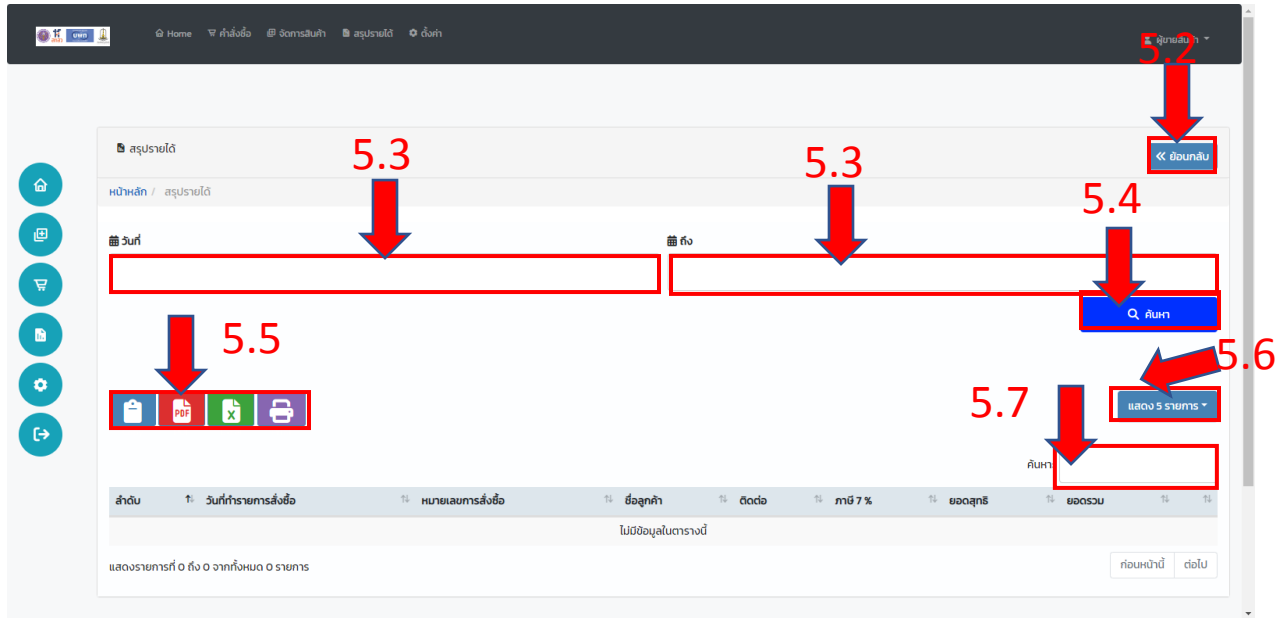 Home คำสั่งซื้อ จัดการสินค้า สรุปรายได้ ตั้งค่า
ผู้ขายสินค้า
5.2
สรุปรายได้
5.3
5.3
ย้อนกลับ
หน้าหลัก / สรุปรายได้
5.4
วันที่
ถึง
ค้นหา
5.5
5.6
PDF
X
5.7
แสดง 5 รายการ
ค้นหา:
ลำดับ วันที่ทำรายการสั่งซื้อ หมายเลขการสั่งซื้อ ชื่อลูกค้า ติดต่อ ภาษี 7 % ยอดสุทธิ ยอดรวม
ไม่มีข้อมูลในตารางนี้
แสดงรายการที่ 0 ถึง 0 จากทั้งหมด 0 รายการ
ก่อนหน้านี้ ต่อไป